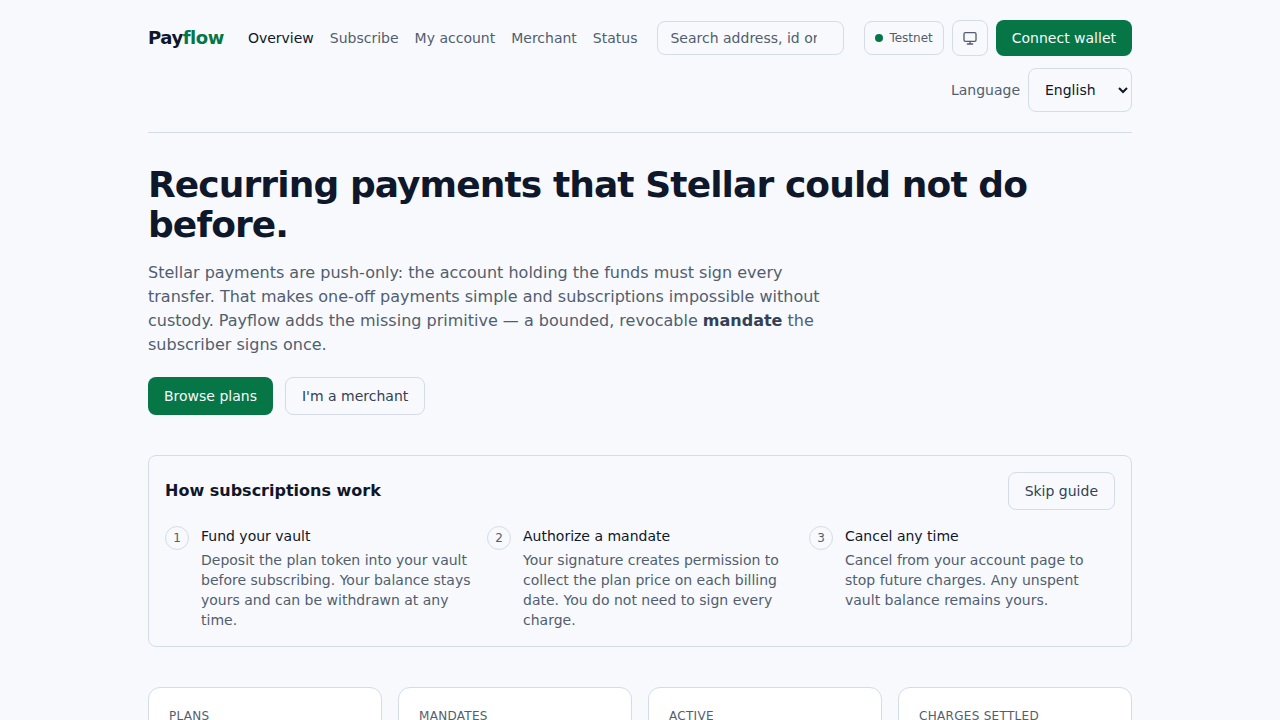 Payflow Overview Subscribe My account Merchant Status Search address, id or Testnet Connect wallet
Language English
Recurring payments that Stellar could not do
before.
Stellar payments are push-only: the account holding the funds must sign every
transfer. That makes one-off payments simple and subscriptions impossible without
custody. Payflow adds the missing primitive — a bounded, revocable mandate the
subscriber signs once.
Browse plans I'm a merchant
How subscriptions work Skip guide
1 Fund your vault
Deposit the plan token into your vault
before subscribing. Your balance stays
yours and can be withdrawn at any
time.
2 Authorize a mandate
Your signature creates permission to
collect the plan price on each billing
date. You do not need to sign every
charge.
3 Cancel any time
Cancel from your account page to
stop future charges. Any unspent
vault balance remains yours.
PLANS MANDATES ACTIVE CHARGES SETTLED